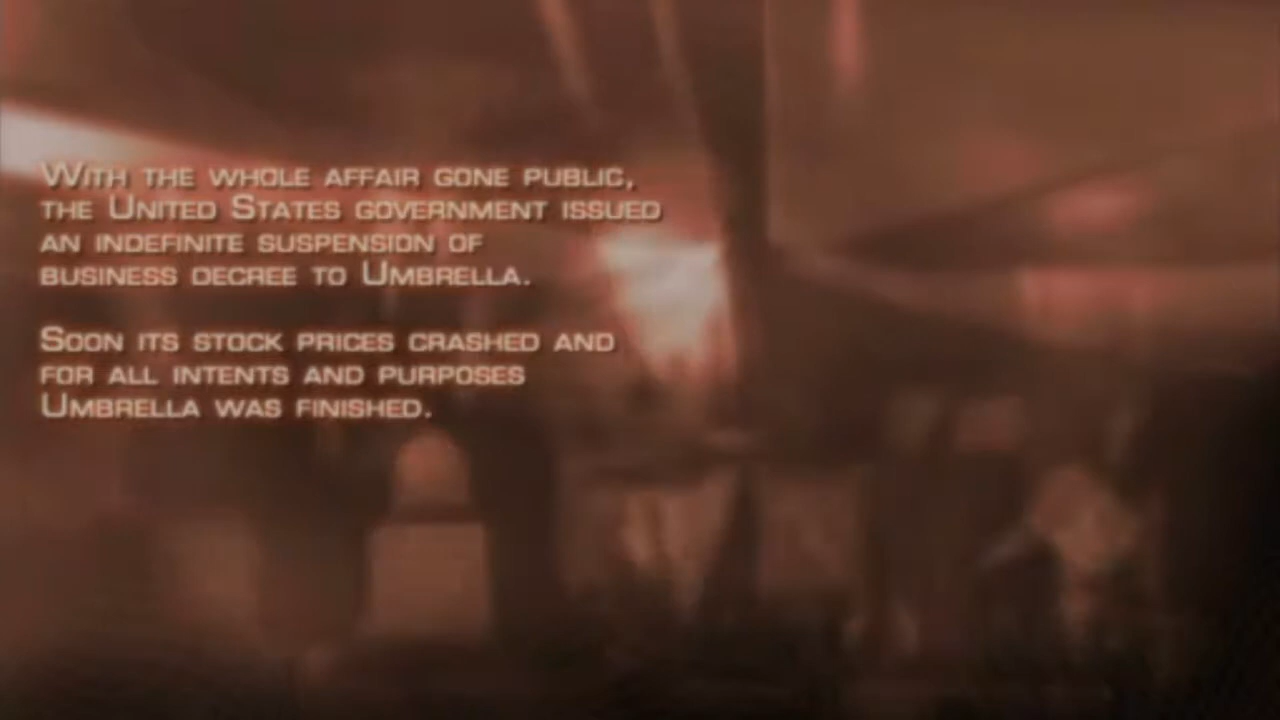 With the whole affair gone public,
the United States government issued
an indefinite suspension of
business decree to Umbrella.
Soon its stock prices crashed and
for all intents and purposes
Umbrella was finished.